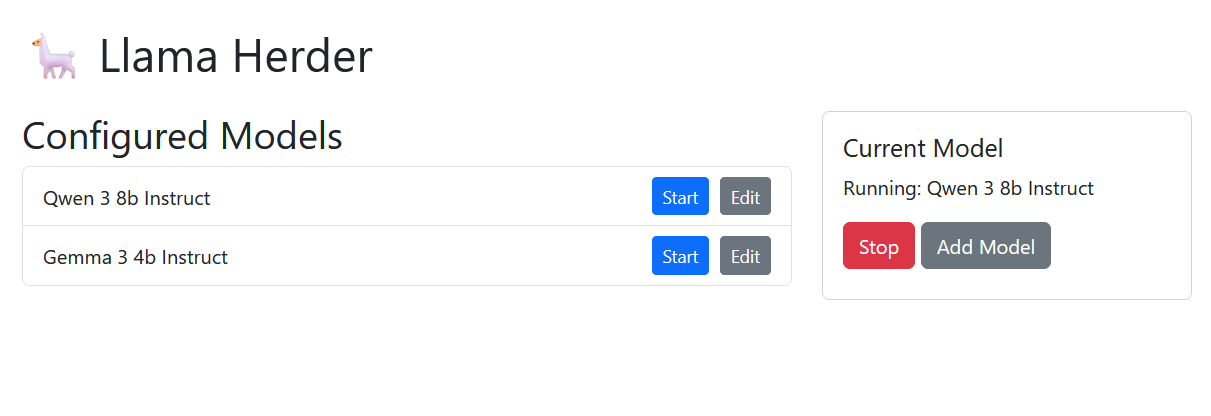 Llama Herder
Configured Models
Qwen 3 8b Instruct Start Edit
Gemma 3 4b Instruct Start Edit
Current Model
Running: Qwen 3 8b Instruct
Stop Add Model